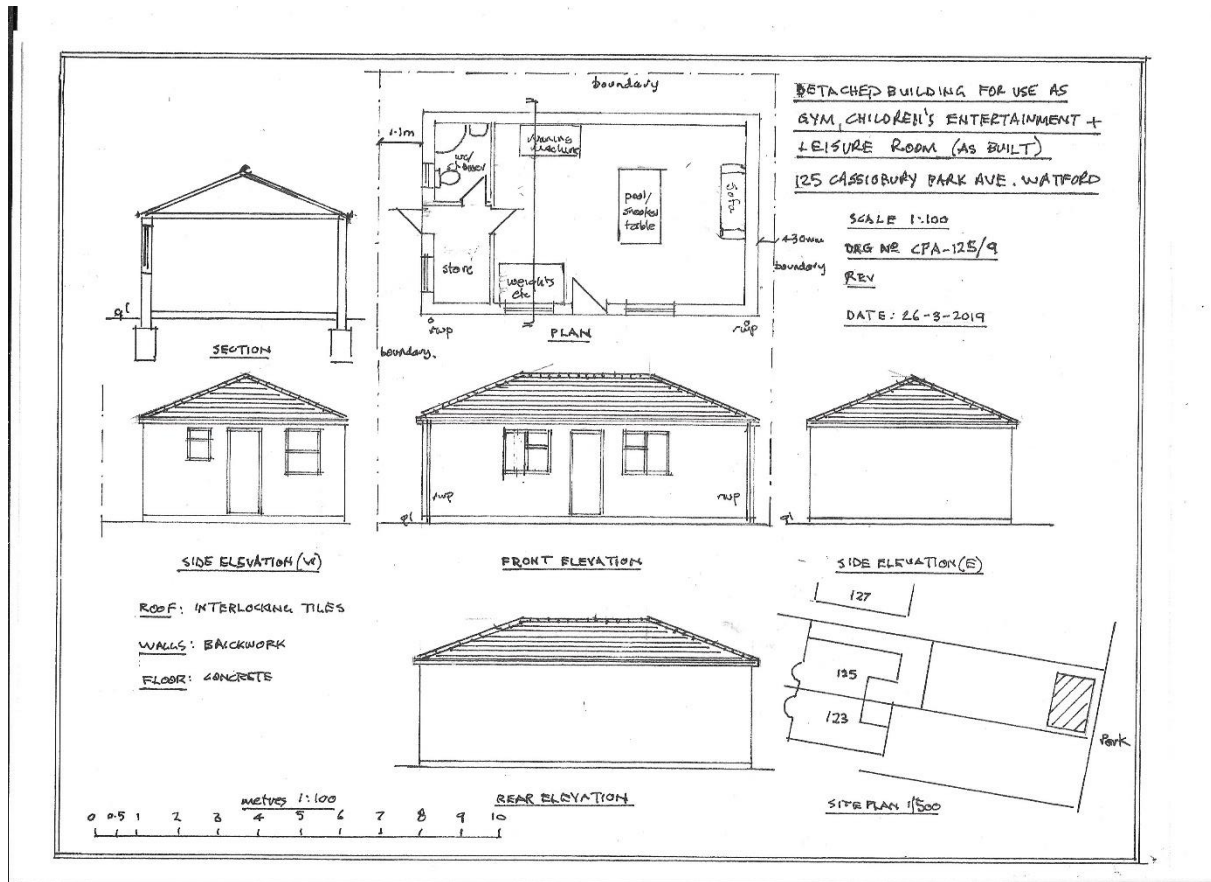 boundary
DETACHED BUILDING FOR USE AS
GYM, CHILDREN'S ENTERTAINMENT +
LEISURE ROOM (AS BUILT)
125 CASSIOBURY PARK AVE. WATFORD
SCALE 1:100
DRG No CPA-125/9
REV
DATE: 26-3-2019
1.1m
wc/
shower
running
machine
pool/
snooker
table
sofa
430mm
boundary
store
weights
etc
rwp
PLAN
rwp
boundary.
gl
SECTION
rwp
rwp
gl
gl
SIDE ELEVATION (W)
FRONT ELEVATION
SIDE ELEVATION (E)
ROOF: INTERLOCKING TILES
WALLS: BRICKWORK
FLOOR: CONCRETE
127
125
123
Park
metres 1:100
0 0.5 1 2 3 4 5 6 7 8 9 10
REAR ELEVATION
SITE PLAN 1/500